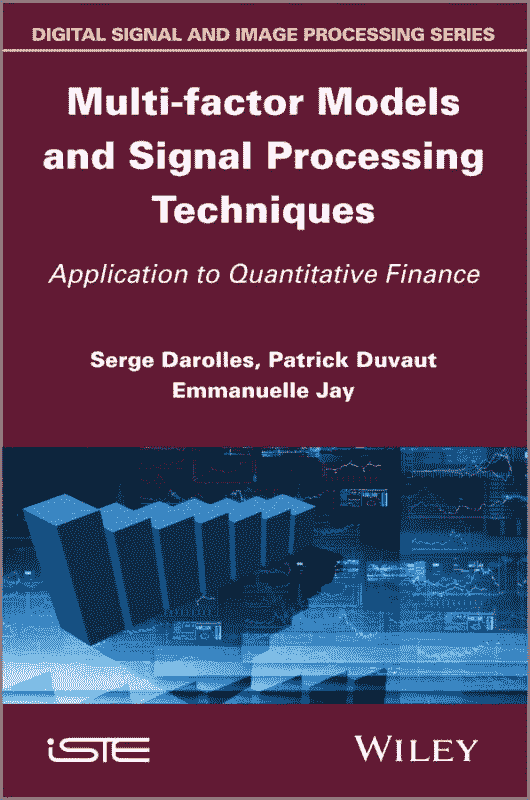 DIGITAL SIGNAL AND IMAGE PROCESSING SERIES
Multi-factor Models
and Signal Processing
Techniques
Application to Quantitative Finance
Serge Darolles, Patrick Duvaut
Emmanuelle Jay
iSTE
WILEY